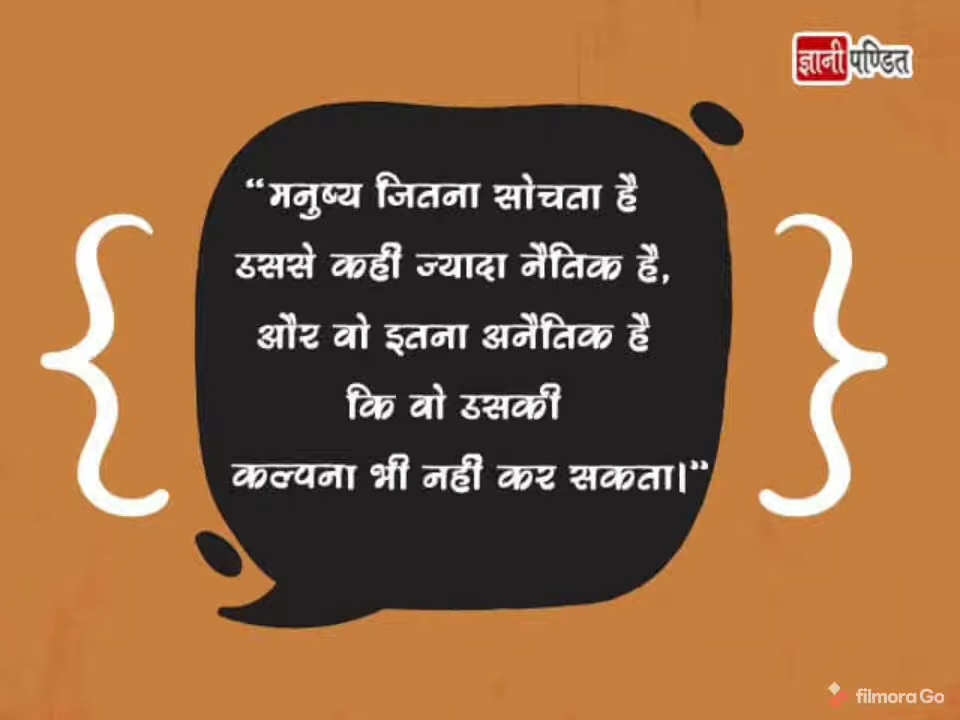 ज्ञानी पण्डित
“मनुष्य जितना सोचता है
उससे कही ज्यादा नैतिक है,
और वो इतना अनैतिक है
कि वो उसकी
कल्पना भी नही कर सकता।”
filmora Go